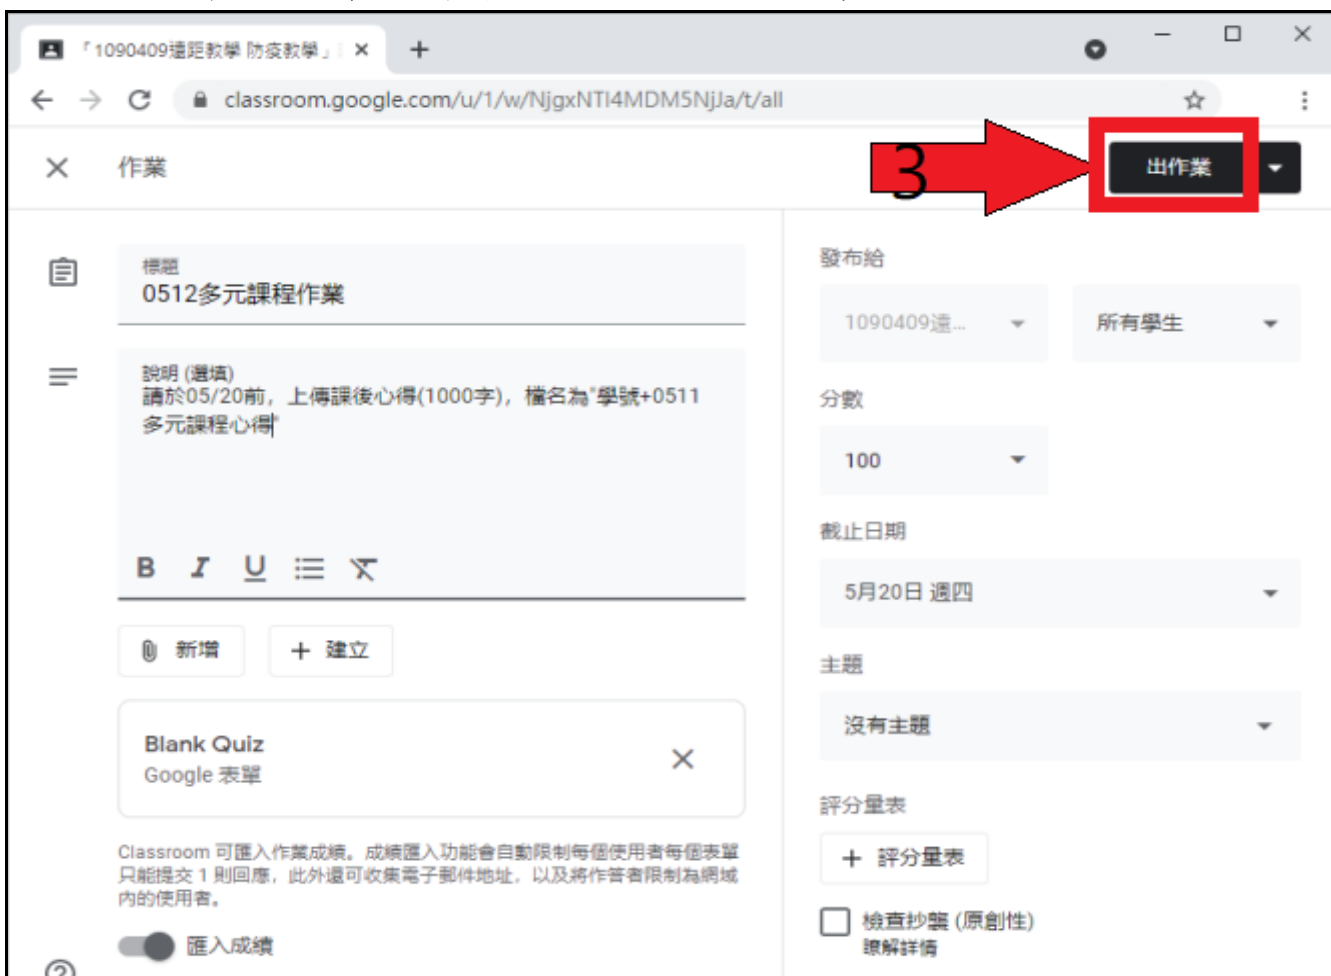 「1090409遠距教學 防疫教學」
classroom.google.com/u/1/w/NjgxNTI4MDM5NjJa/t/all
作業
3
出作業
標題
0512多元課程作業
說明 (選填)
請於05/20前，上傳課後心得(1000字)，檔名為"學號+0511
多元課程心得"
B I U
新增
+ 建立
Blank Quiz
Google 表單
Classroom 可匯入作業成績。成績匯入功能會自動限制每個使用者每個表單
只能提交 1 則回應，此外還可收集電子郵件地址，以及將作答者限制為網域
內的使用者。
匯入成績
發布給
1090409遠...
所有學生
分數
100
截止日期
5月20日 週四
主題
沒有主題
評分量表
+ 評分量表
檢查抄襲 (原創性)
瞭解詳情